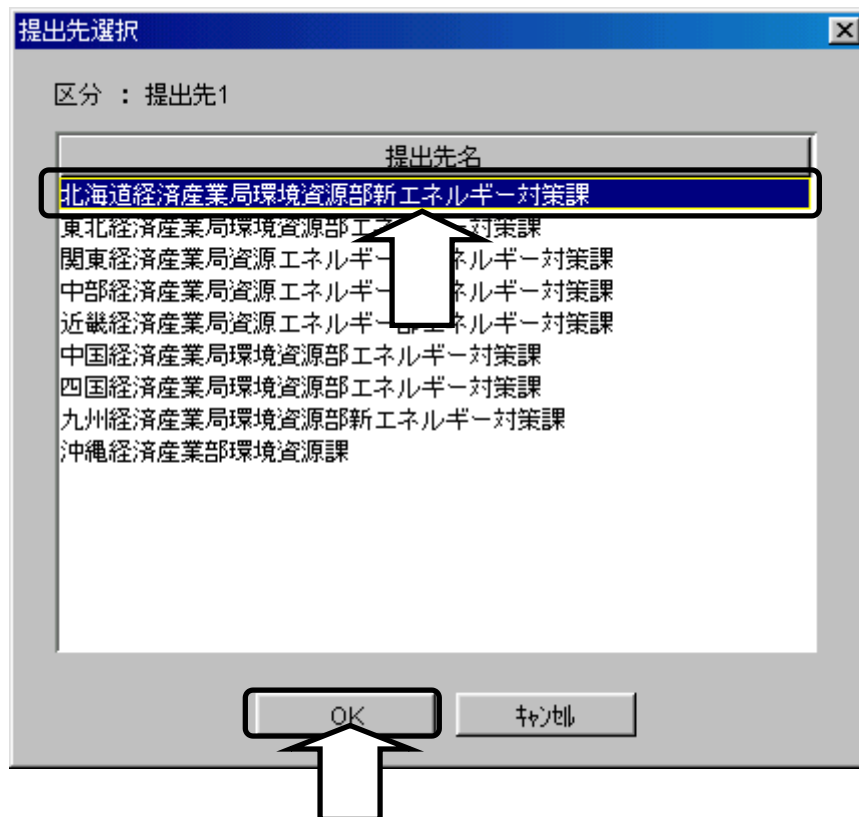 提出先選択
区分 : 提出先1
提出先名
北海道経済産業局環境資源部新エネルギー対策課
東北経済産業局環境資源部エネルギー対策課
関東経済産業局資源エネルギー ネルギー対策課
中部経済産業局資源エネルギー ネルギー対策課
近畿経済産業局資源エネルギー部エネルギー対策課
中国経済産業局環境資源部エネルギー対策課
四国経済産業局環境資源部エネルギー対策課
九州経済産業局環境資源部新エネルギー対策課
沖縄経済産業部環境資源課
OK
キャンセル